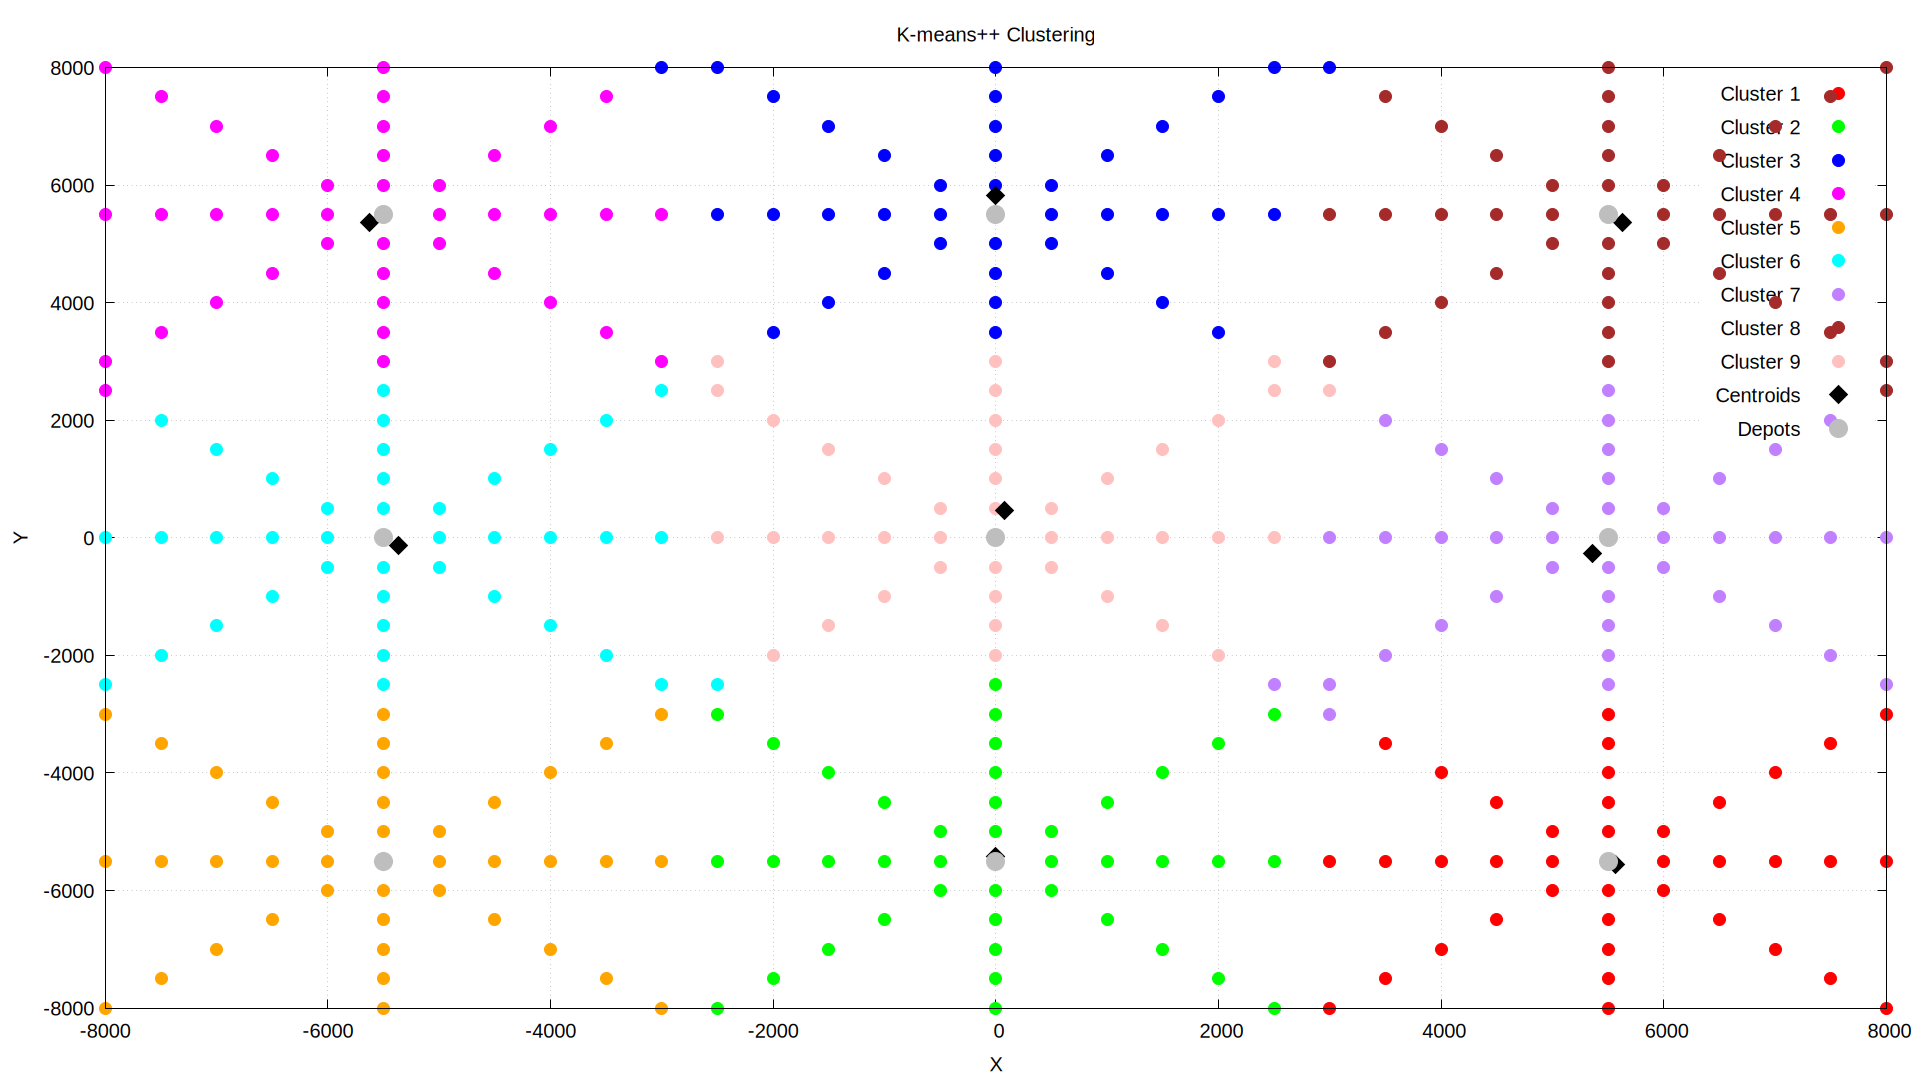 K-means++ Clustering
8000
6000
4000
2000
0
-2000
-4000
-6000
-8000
Y
Cluster 1
Cluster 2
Cluster 3
Cluster 4
Cluster 5
Cluster 6
Cluster 7
Cluster 8
Cluster 9
Centroids
Depots
-8000 -6000 -4000 -2000 0 2000 4000 6000 8000
X